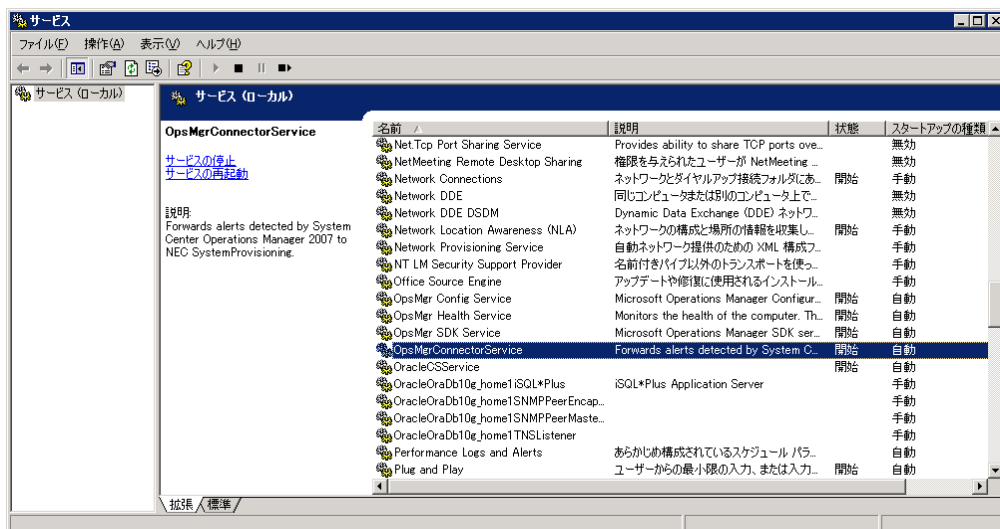 サービス
ファイル(F) 操作(A) 表示(V) ヘルプ(H)
サービス (ローカル)
サービス (ローカル)
OpsMgrConnectorService
サービスの停止
サービスの再起動
説明:
Forwards alerts detected by System
Center Operations Manager 2007 to
NEC SystemProvisioning.
名前 説明 状態 スタートアップの種類
Net.Tcp Port Sharing Service Provides ability to share TCP ports ove... 無効
NetMeeting Remote Desktop Sharing 権限を与えられたユーザーが NetMeeting ... 無効
Network Connections ネットワークとダイヤルアップ接続フォルダにあ... 開始 手動
Network DDE 同じコンピュータまたは別のコンピュータ上で... 無効
Network DDE DSDM Dynamic Data Exchange (DDE) ネットワ... 無効
Network Location Awareness (NLA) ネットワークの構成と場所の情報を収集し... 開始 手動
Network Provisioning Service 自動ネットワーク提供のための XML 構成フ... 手動
NT LM Security Support Provider 名前付きパイプ以外のトランスポートを使っ... 手動
Office Source Engine アップデートや修復に使用されるインストール... 手動
OpsMgr Config Service Microsoft Operations Manager Configur... 開始 自動
OpsMgr Health Service Monitors the health of the computer. Th... 開始 自動
OpsMgr SDK Service Microsoft Operations Manager SDK ser... 開始 自動
OpsMgrConnectorService Forwards alerts detected by System C... 開始 自動
OracleCSService 開始 自動
OracleOraDb10g_home1iSQL*Plus iSQL*Plus Application Server 手動
OracleOraDb10g_home1SNMPPeerEncap... 手動
OracleOraDb10g_home1SNMPPeerMaste... 手動
OracleOraDb10g_home1TNSListener 手動
Performance Logs and Alerts あらかじめ構成されているスケジュール パラ... 自動
Plug and Play ユーザーからの最小限の入力、または入力... 開始 自動
拡張 標準